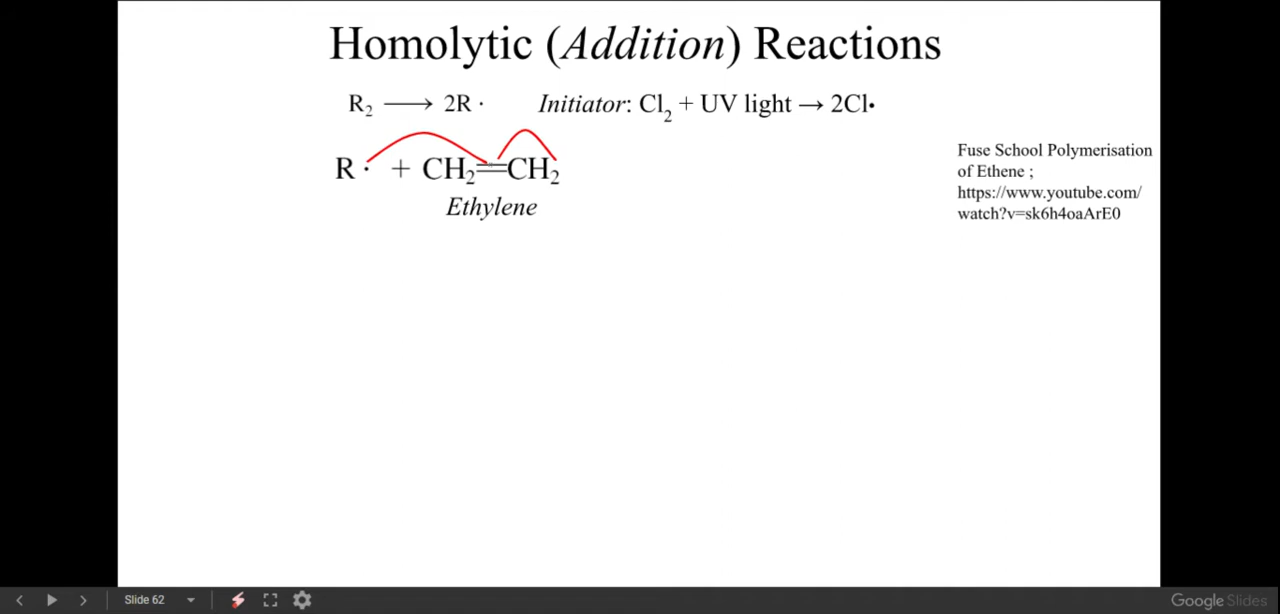 Homolytic (Addition) Reactions
R₂ ⟶ 2R · Initiator: Cl₂ + UV light → 2Cl•
R · + CH₂=CH₂
Ethylene
Fuse School Polymerisation
of Ethene ;
https://www.youtube.com/
watch?v=sk6h4oaArE0
Slide 62
Google Slides